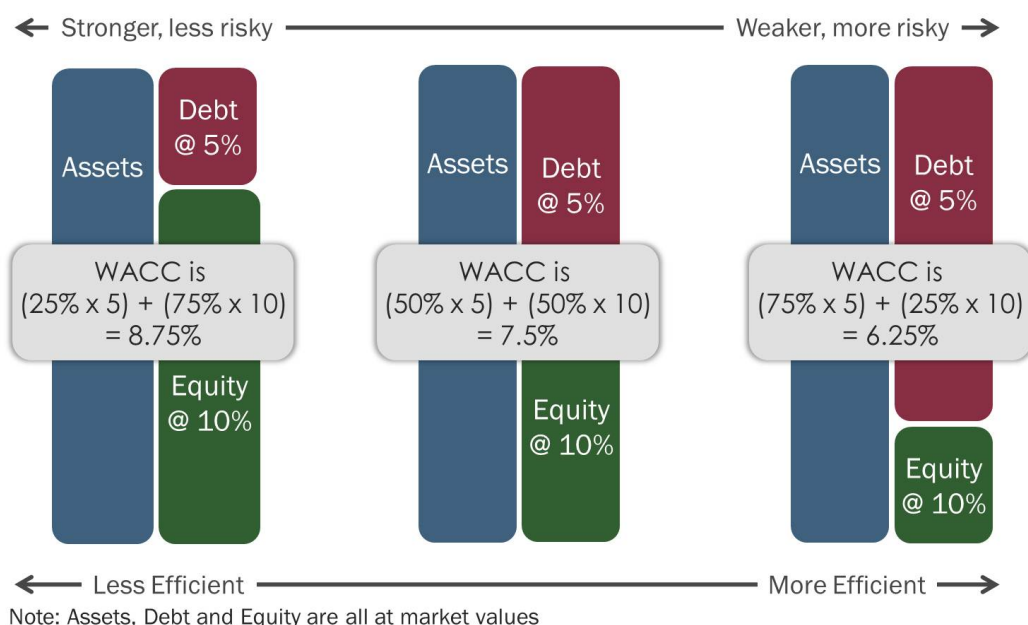 Stronger, less risky
Weaker, more risky
Assets
Debt
@ 5%
WACC is
(25% x 5) + (75% x 10)
= 8.75%
Equity
@ 10%
Assets
Debt
@ 5%
WACC is
(50% x 5) + (50% x 10)
= 7.5%
Equity
@ 10%
Assets
Debt
@ 5%
WACC is
(75% x 5) + (25% x 10)
= 6.25%
Equity
@ 10%
Less Efficient
More Efficient
Note: Assets, Debt and Equity are all at market values